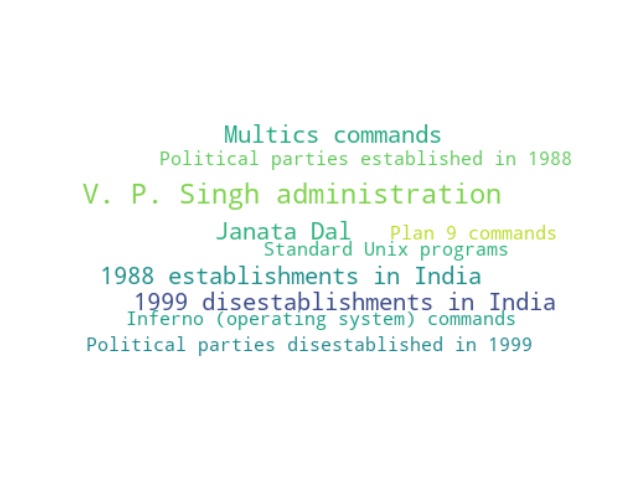 Multics commands
Political parties established in 1988
V. P. Singh administration
Janata Dal
Plan 9 commands
Standard Unix programs
1988 establishments in India
1999 disestablishments in India
Inferno (operating system) commands
Political parties disestablished in 1999